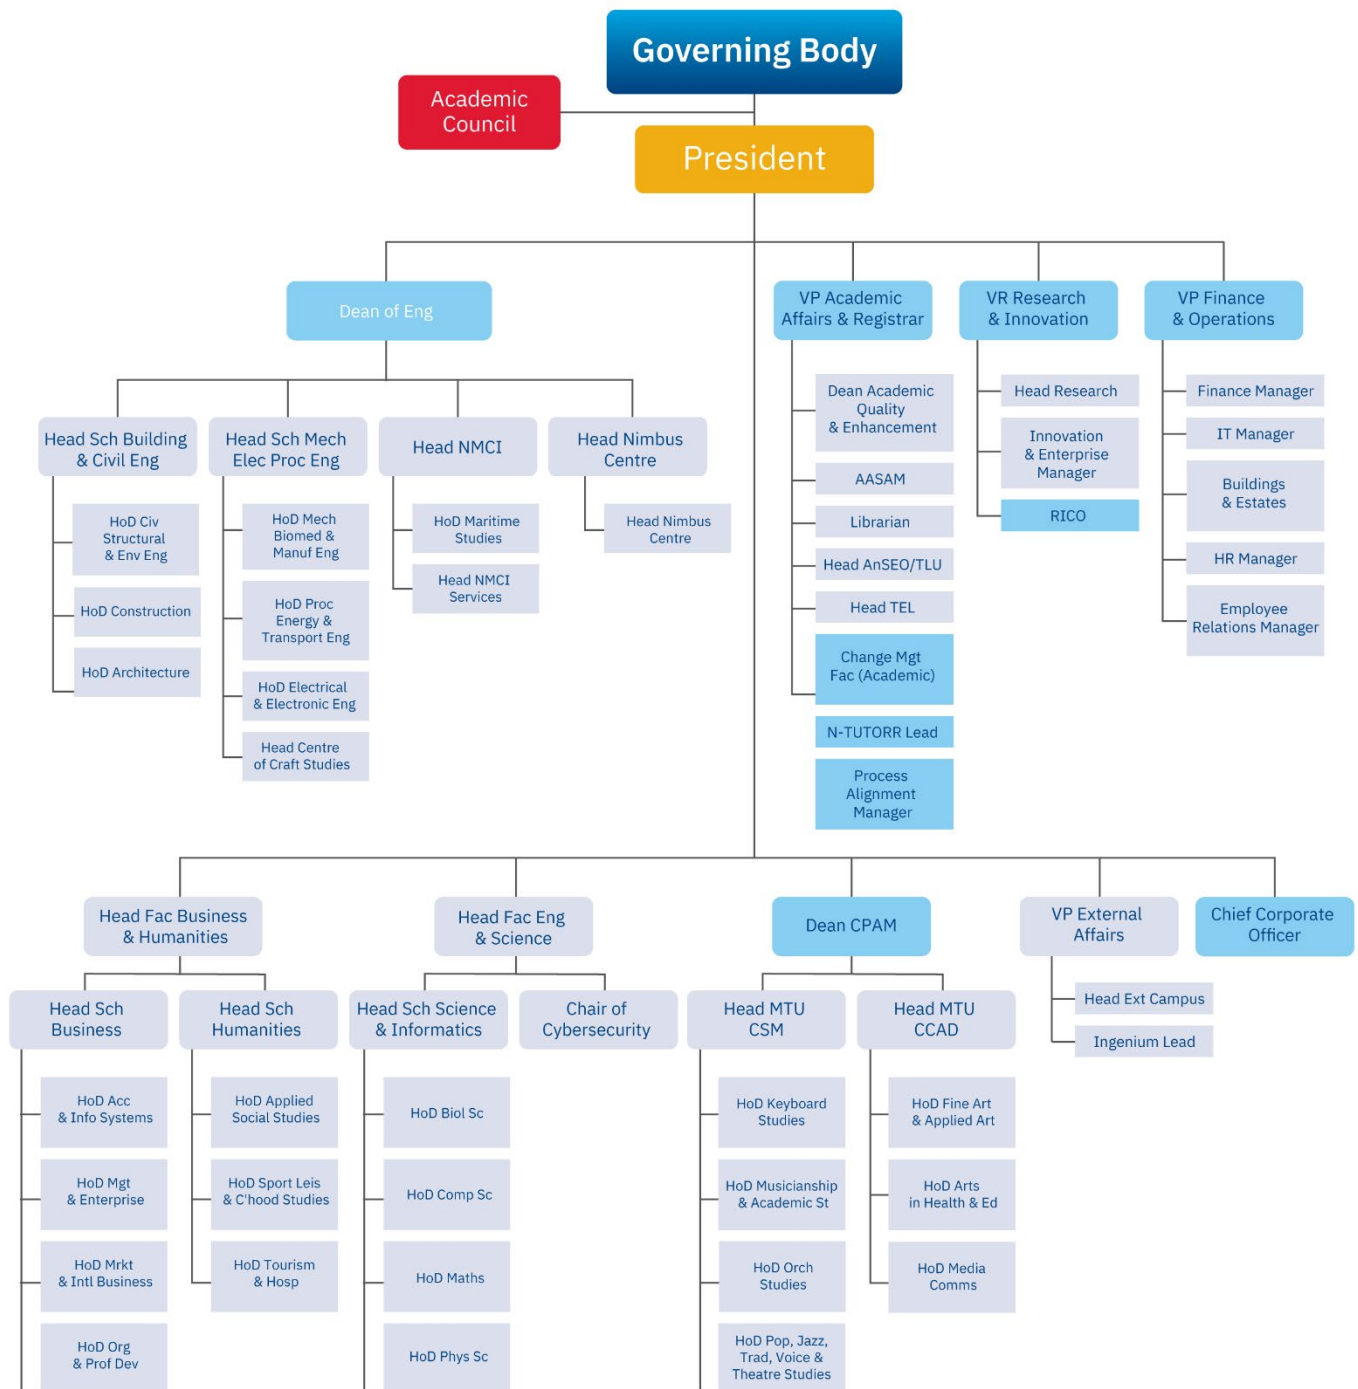 Governing Body
Academic
Council
President
Dean of Eng
VP Academic
Affairs & Registrar
VR Research
& Innovation
VP Finance
& Operations
Head Sch Building
& Civil Eng
Head Sch Mech
Elec Proc Eng
Head NMCI
Head Nimbus
Centre
HoD Civ
Structural
& Env Eng
HoD Construction
HoD Architecture
HoD Mech
Biomed &
Manuf Eng
HoD Proc
Energy &
Transport Eng
HoD Electrical
& Electronic Eng
Head Centre
of Craft Studies
HoD Maritime
Studies
Head NMCI
Services
Head Nimbus
Centre
Dean Academic
Quality
& Enhancement
AASAM
Librarian
Head AnSEO/TLU
Head TEL
Change Mgt
Fac (Academic)
N-TUTORR Lead
Process
Alignment
Manager
Head Research
Innovation
& Enterprise
Manager
RICO
Finance Manager
IT Manager
Buildings
& Estates
HR Manager
Employee
Relations Manager
Head Fac Business
& Humanities
Head Fac Eng
& Science
Dean CPAM
VP External
Affairs
Chief Corporate
Officer
Head Sch
Business
Head Sch
Humanities
Head Sch Science
& Informatics
Chair of
Cybersecurity
Head MTU
CSM
Head MTU
CCAD
Head Ext Campus
Ingenium Lead
HoD Acc
& Info Systems
HoD Mgt
& Enterprise
HoD Mrkt
& Intl Business
HoD Org
& Prof Dev
HoD Applied
Social Studies
HoD Sport Leis
& C'hood Studies
HoD Tourism
& Hosp
HoD Biol Sc
HoD Comp Sc
HoD Maths
HoD Phys Sc
HoD Keyboard
Studies
HoD Musicianship
& Academic St
HoD Orch
Studies
HoD Pop, Jazz,
Trad, Voice &
Theatre Studies
HoD Fine Art
& Applied Art
HoD Arts
in Health & Ed
HoD Media
Comms